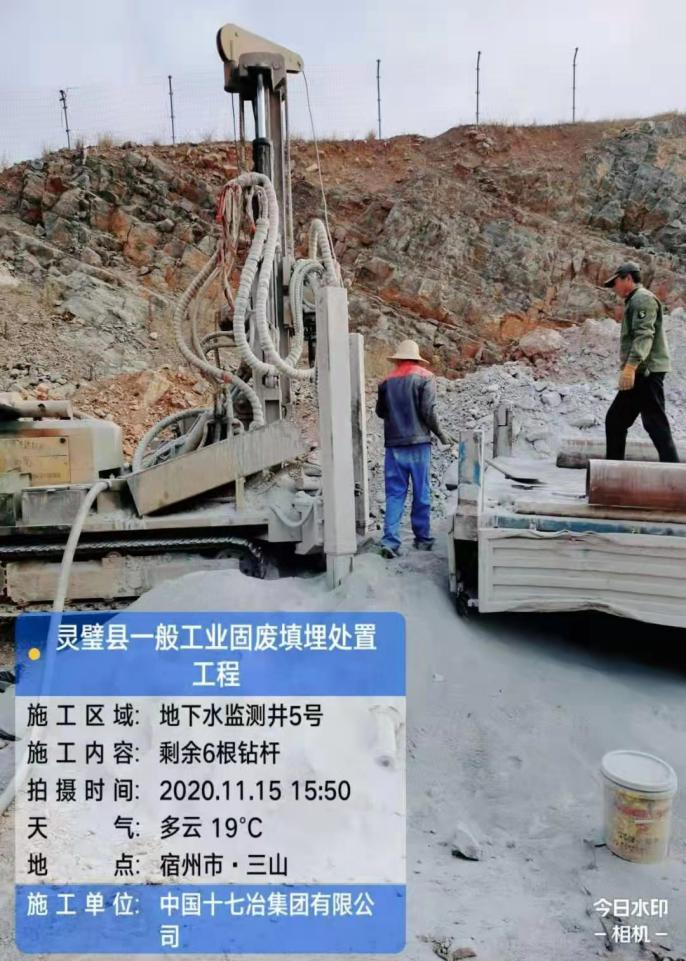 灵璧县一般工业固废填埋处置
工程
施工区域: 地下水监测井5号
施工内容: 剩余6根钻杆
拍摄时间: 2020.11.15 15:50
天气: 多云 19℃
地点: 宿州市·三山
施工单位: 中国十七冶集团有限公
司
今日水印
- 相机 -